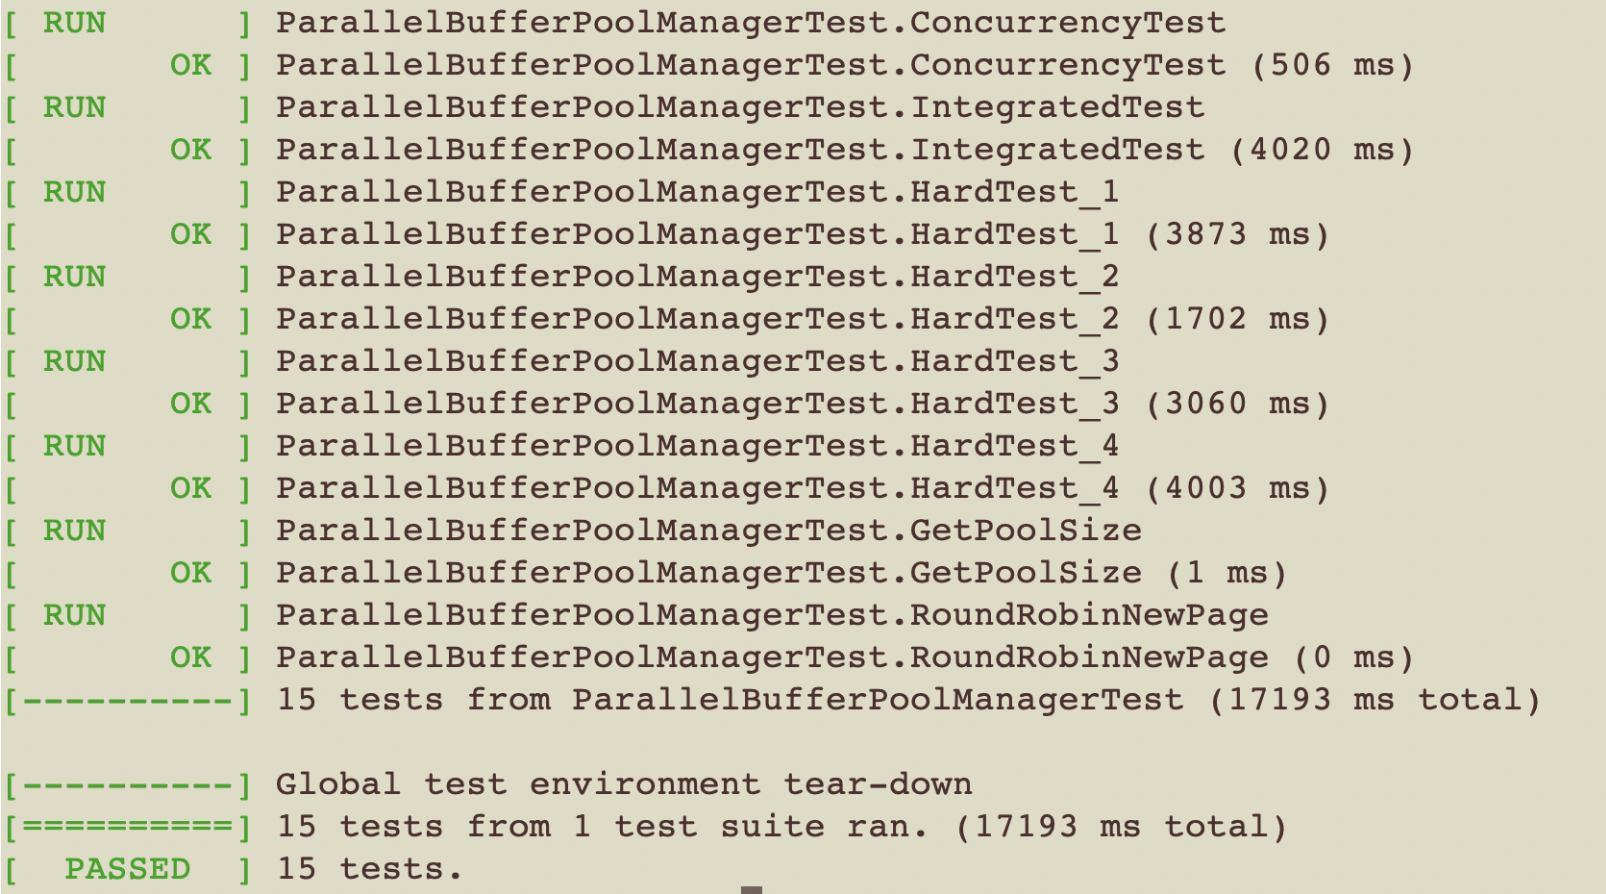 [ RUN      ] ParallelBufferPoolManagerTest.ConcurrencyTest
[       OK ] ParallelBufferPoolManagerTest.ConcurrencyTest (506 ms)
[ RUN      ] ParallelBufferPoolManagerTest.IntegratedTest
[       OK ] ParallelBufferPoolManagerTest.IntegratedTest (4020 ms)
[ RUN      ] ParallelBufferPoolManagerTest.HardTest_1
[       OK ] ParallelBufferPoolManagerTest.HardTest_1 (3873 ms)
[ RUN      ] ParallelBufferPoolManagerTest.HardTest_2
[       OK ] ParallelBufferPoolManagerTest.HardTest_2 (1702 ms)
[ RUN      ] ParallelBufferPoolManagerTest.HardTest_3
[       OK ] ParallelBufferPoolManagerTest.HardTest_3 (3060 ms)
[ RUN      ] ParallelBufferPoolManagerTest.HardTest_4
[       OK ] ParallelBufferPoolManagerTest.HardTest_4 (4003 ms)
[ RUN      ] ParallelBufferPoolManagerTest.GetPoolSize
[       OK ] ParallelBufferPoolManagerTest.GetPoolSize (1 ms)
[ RUN      ] ParallelBufferPoolManagerTest.RoundRobinNewPage
[       OK ] ParallelBufferPoolManagerTest.RoundRobinNewPage (0 ms)
[----------] 15 tests from ParallelBufferPoolManagerTest (17193 ms total)
[----------] Global test environment tear-down
[==========] 15 tests from 1 test suite ran. (17193 ms total)
[  PASSED  ] 15 tests.